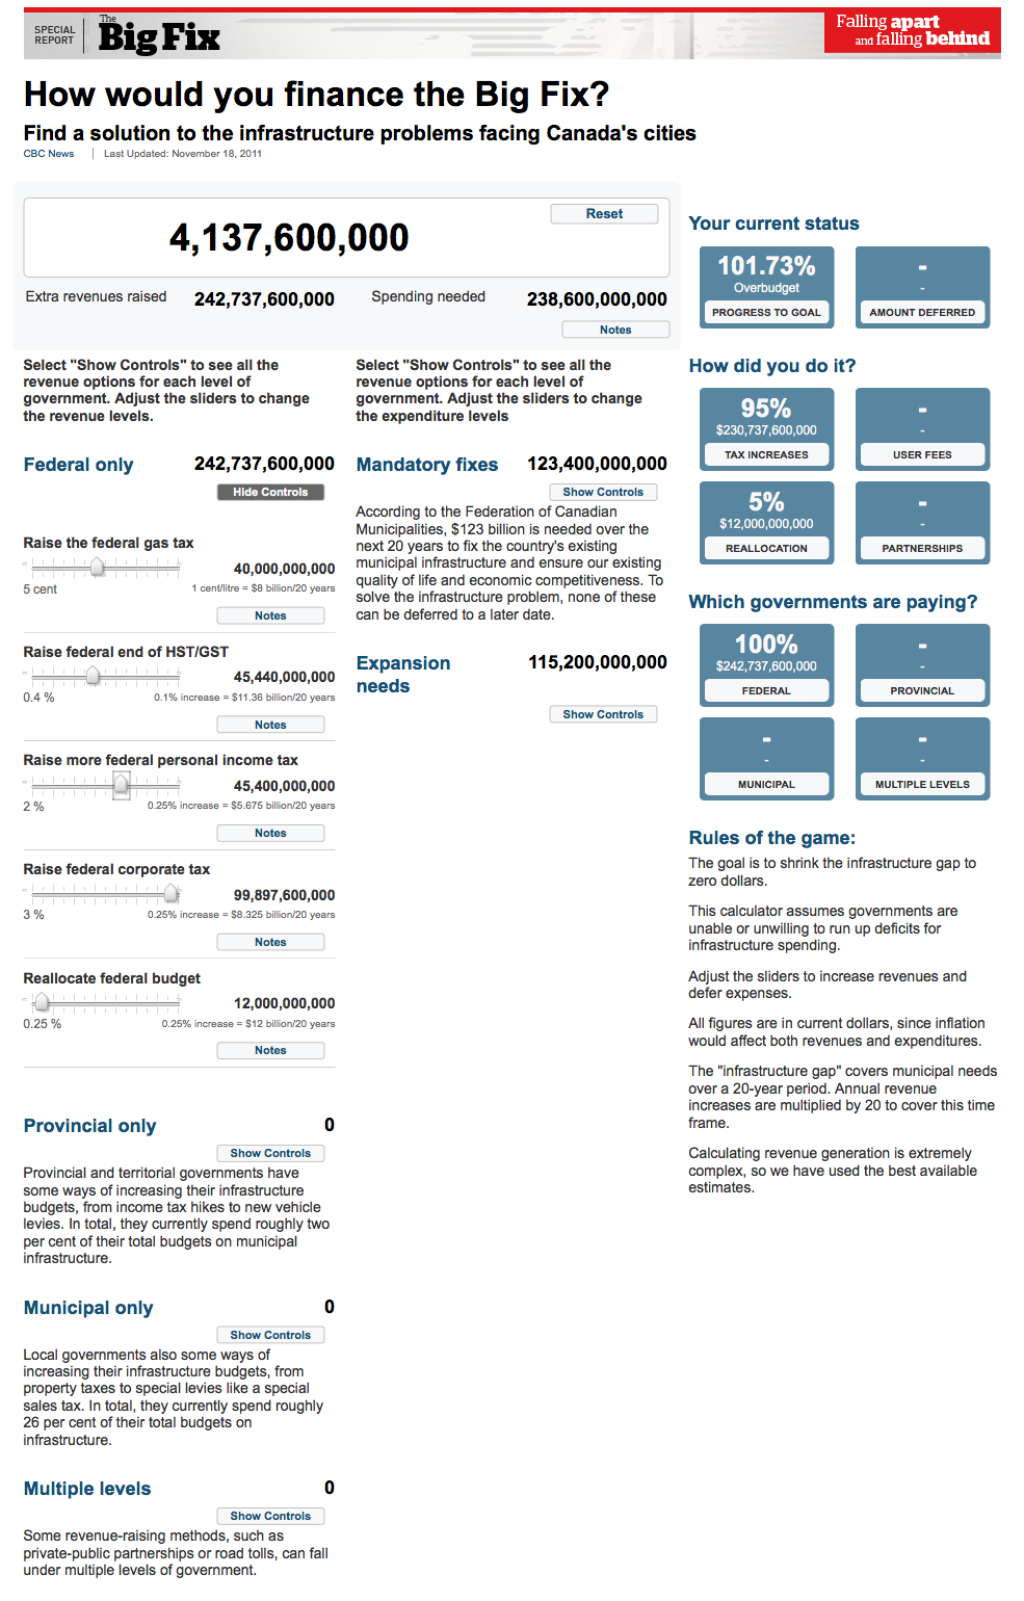 SPECIAL
REPORT
The
Big Fix
Falling apart
and falling behind
How would you finance the Big Fix?
Find a solution to the infrastructure problems facing Canada's cities
CBC News | Last Updated: November 18, 2011
4,137,600,000
Reset
Extra revenues raised 242,737,600,000 Spending needed 238,600,000,000
Notes
Select "Show Controls" to see all the
revenue options for each level of
government. Adjust the sliders to change
the revenue levels.
Federal only 242,737,600,000
Hide Controls
Raise the federal gas tax
40,000,000,000
5 cent 1 cent/litre = $8 billion/20 years
Notes
Raise federal end of HST/GST
45,440,000,000
0.4 % 0.1% increase = $11.36 billion/20 years
Notes
Raise more federal personal income tax
45,400,000,000
2 % 0.25% increase = $5.675 billion/20 years
Notes
Raise federal corporate tax
99,897,600,000
3 % 0.25% increase = $8.325 billion/20 years
Notes
Reallocate federal budget
12,000,000,000
0.25 % 0.25% increase = $12 billion/20 years
Notes
Provincial only 0
Show Controls
Provincial and territorial governments have
some ways of increasing their infrastructure
budgets, from income tax hikes to new vehicle
levies. In total, they currently spend roughly two
per cent of their total budgets on municipal
infrastructure.
Municipal only 0
Show Controls
Local governments also some ways of
increasing their infrastructure budgets, from
property taxes to special levies like a special
sales tax. In total, they currently spend roughly
26 per cent of their total budgets on
infrastructure.
Multiple levels 0
Show Controls
Some revenue-raising methods, such as
private-public partnerships or road tolls, can fall
under multiple levels of government.
Select "Show Controls" to see all the
revenue options for each level of
government. Adjust the sliders to change
the expenditure levels
Mandatory fixes 123,400,000,000
Show Controls
According to the Federation of Canadian
Municipalities, $123 billion is needed over the
next 20 years to fix the country's existing
municipal infrastructure and ensure our existing
quality of life and economic competitiveness. To
solve the infrastructure problem, none of these
can be deferred to a later date.
Expansion 115,200,000,000
needs
Show Controls
Your current status
101.73%
Overbudget
PROGRESS TO GOAL
-
-
AMOUNT DEFERRED
How did you do it?
95%
$230,737,600,000
TAX INCREASES
-
-
USER FEES
5%
$12,000,000,000
REALLOCATION
-
-
PARTNERSHIPS
Which governments are paying?
100%
$242,737,600,000
FEDERAL
-
-
PROVINCIAL
-
-
MUNICIPAL
-
-
MULTIPLE LEVELS
Rules of the game:
The goal is to shrink the infrastructure gap to
zero dollars.
This calculator assumes governments are
unable or unwilling to run up deficits for
infrastructure spending.
Adjust the sliders to increase revenues and
defer expenses.
All figures are in current dollars, since inflation
would affect both revenues and expenditures.
The "infrastructure gap" covers municipal needs
over a 20-year period. Annual revenue
increases are multiplied by 20 to cover this time
frame.
Calculating revenue generation is extremely
complex, so we have used the best available
estimates.